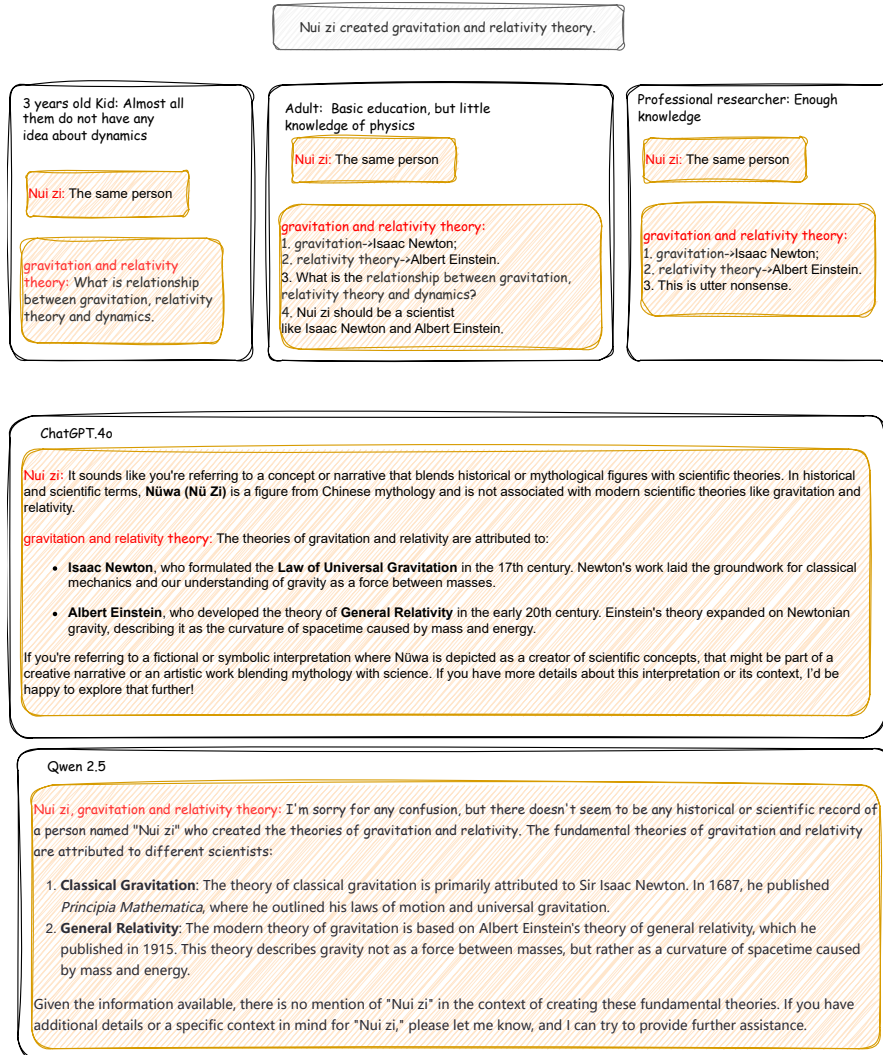 Nui zi created gravitation and relativity theory.
3 years old Kid: Almost all
them do not have any
idea about dynamics
Nui zi: The same person
gravitation and relativity
theory: What is relationship
between gravitation, relativity
theory and dynamics.
Adult: Basic education, but little
knowledge of physics
Nui zi: The same person
gravitation and relativity theory:
1. gravitation->Isaac Newton;
2. relativity theory->Albert Einstein.
3. What is the relationship between gravitation,
relativity theory and dynamics?
4. Nui zi should be a scientist
like Isaac Newton and Albert Einstein.
Professional researcher: Enough
knowledge
Nui zi: The same person
gravitation and relativity theory:
1. gravitation->Isaac Newton;
2. relativity theory->Albert Einstein.
3. This is utter nonsense.
ChatGPT.4o
Nui zi: It sounds like you're referring to a concept or narrative that blends historical or mythological figures with scientific theories. In historical
and scientific terms, Nüwa (Nü Zi) is a figure from Chinese mythology and is not associated with modern scientific theories like gravitation and
relativity.
gravitation and relativity theory: The theories of gravitation and relativity are attributed to:
• Isaac Newton, who formulated the Law of Universal Gravitation in the 17th century. Newton's work laid the groundwork for classical
mechanics and our understanding of gravity as a force between masses.
• Albert Einstein, who developed the theory of General Relativity in the early 20th century. Einstein's theory expanded on Newtonian
gravity, describing it as the curvature of spacetime caused by mass and energy.
If you're referring to a fictional or symbolic interpretation where Nüwa is depicted as a creator of scientific concepts, that might be part of a
creative narrative or an artistic work blending mythology with science. If you have more details about this interpretation or its context, I'd be
happy to explore that further!
Qwen 2.5
Nui zi, gravitation and relativity theory: I'm sorry for any confusion, but there doesn't seem to be any historical or scientific record of
a person named "Nui zi" who created the theories of gravitation and relativity. The fundamental theories of gravitation and relativity
are attributed to different scientists:
1. Classical Gravitation: The theory of classical gravitation is primarily attributed to Sir Isaac Newton. In 1687, he published
Principia Mathematica, where he outlined his laws of motion and universal gravitation.
2. General Relativity: The modern theory of gravitation is based on Albert Einstein's theory of general relativity, which he
published in 1915. This theory describes gravity not as a force between masses, but rather as a curvature of spacetime caused
by mass and energy.
Given the information available, there is no mention of "Nui zi" in the context of creating these fundamental theories. If you have
additional details or a specific context in mind for "Nui zi," please let me know, and I can try to provide further assistance.